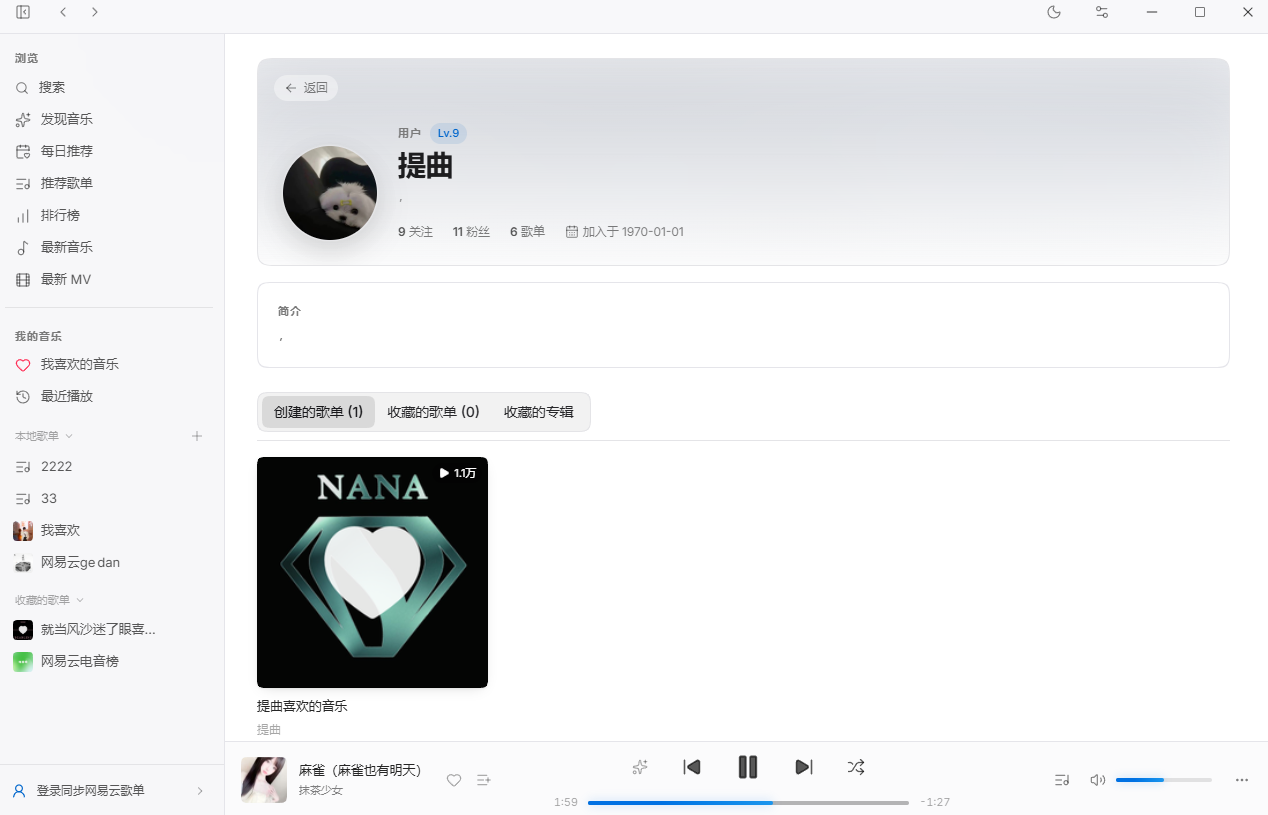 浏览
搜索
发现音乐
每日推荐
推荐歌单
排行榜
最新音乐
最新 MV
我的音乐
我喜欢的音乐
最近播放
本地歌单
2222
33
我喜欢
网易云ge dan
收藏的歌单
就当风沙迷了眼喜...
网易云电音榜
登录同步网易云歌单
返回
用户 Lv.9
提曲
,
9 关注 11 粉丝 6 歌单 加入于 1970-01-01
简介
,
创建的歌单 (1) 收藏的歌单 (0) 收藏的专辑
1.1万
NANA
提曲喜欢的音乐
提曲
麻雀（麻雀也有明天）
抹茶少女
1:59 -1:27